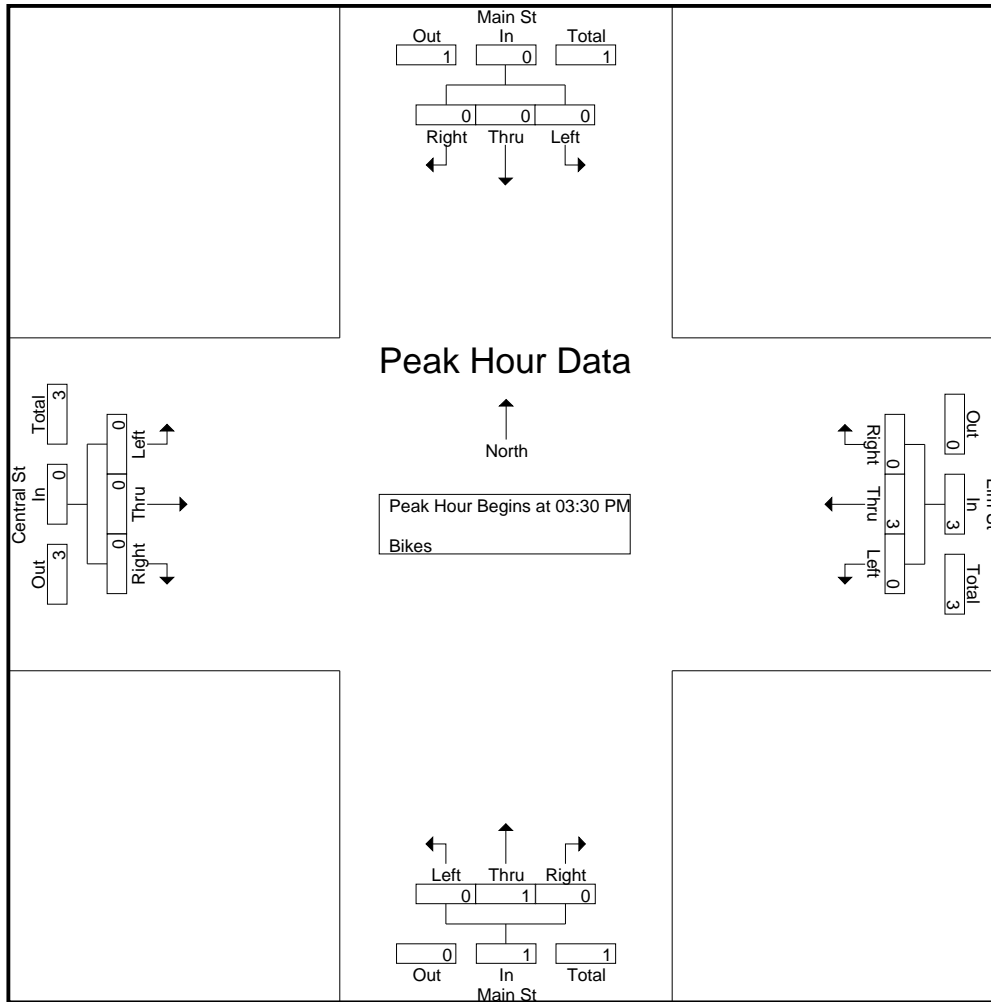 Main St
Out In Total
1 0 1
0 0 0
Right Thru Left
Peak Hour Data
North
Peak Hour Begins at 03:30 PM
Bikes
Central St
Total In Out
3 0 3
0 0 0
Left Thru Right
Right Thru Left
0 3 0
Out In Total
0 3 3
St
Left Thru Right
0 1 0
0 1 1
Out In Total
Main St